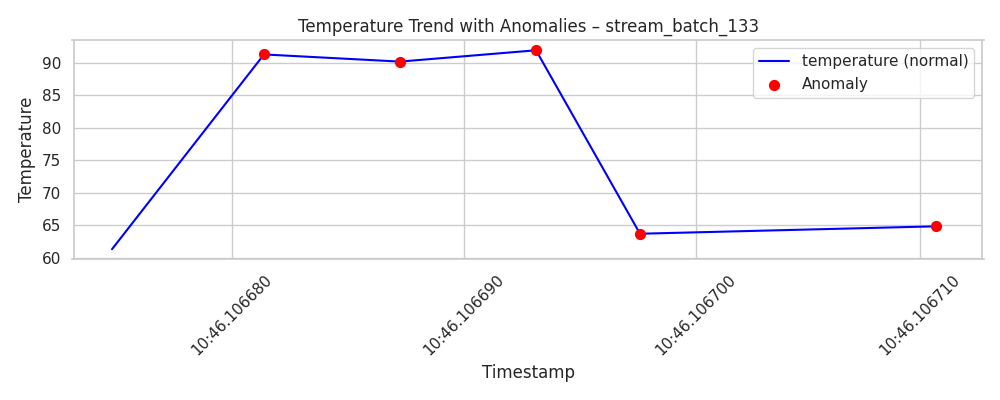 Temperature Trend with Anomalies – stream_batch_133
temperature (normal)
Anomaly
Temperature
90
85
80
75
70
65
60
10:46.106680
10:46.106690
10:46.106700
10:46.106710
Timestamp